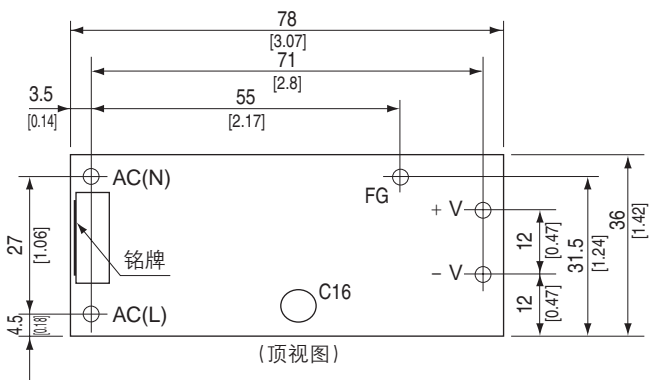 78
[3.07]
71
[2.8]
3.5
[0.14]
55
[2.17]
AC(N)
FG
+ V
27
[1.06]
铭牌
12
[0.47]
31.5
[1.24]
36
[1.42]
− V
C16
12
[0.47]
4.5
[0.18]
AC(L)
(顶视图)